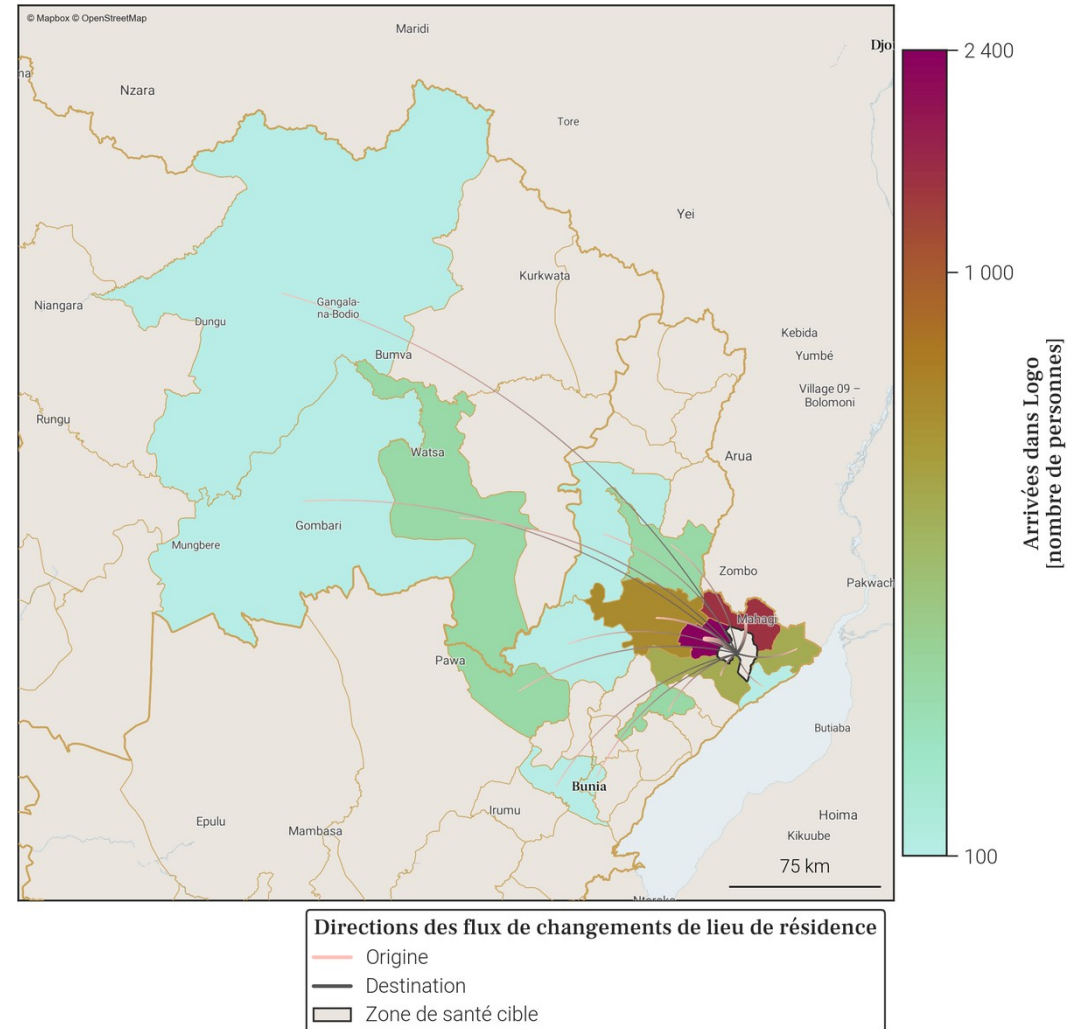 © Mapbox © OpenStreetMap
Maridi
Djo
2 400
Nzara
Tore
Yei
Kurkwata
1 000
Niangara
Gangala-
na-Bodio
Dungu
Kebida
Bumva
Yumbé
Village 09 –
Bolomoni
Rungu
Watsa
Arua
Arrivées dans Logo
[nombre de personnes]
Gombari
Mungbere
Zombo
Pakwach
Mahagi
Pawa
Butiaba
Bunia
Irumu
Epulu
Mambasa
Hoima
Kikuube
100
75 km
Directions des flux de changements de lieu de résidence
Origine
Destination
Zone de santé cible